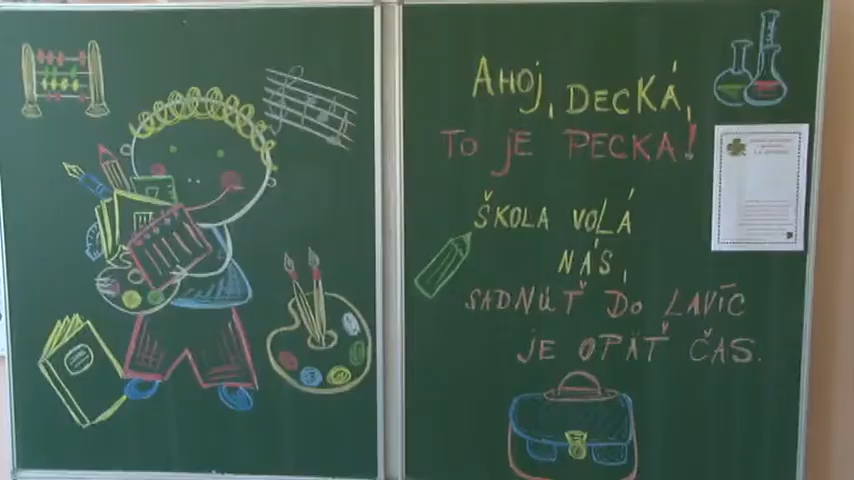 AHOJ, DECKÁ,
TO JE PECKA!
ŠKOLA VOLÁ
NÁS,
SADNÚŤ DO LAVÍC
JE OPÄŤ ČAS.